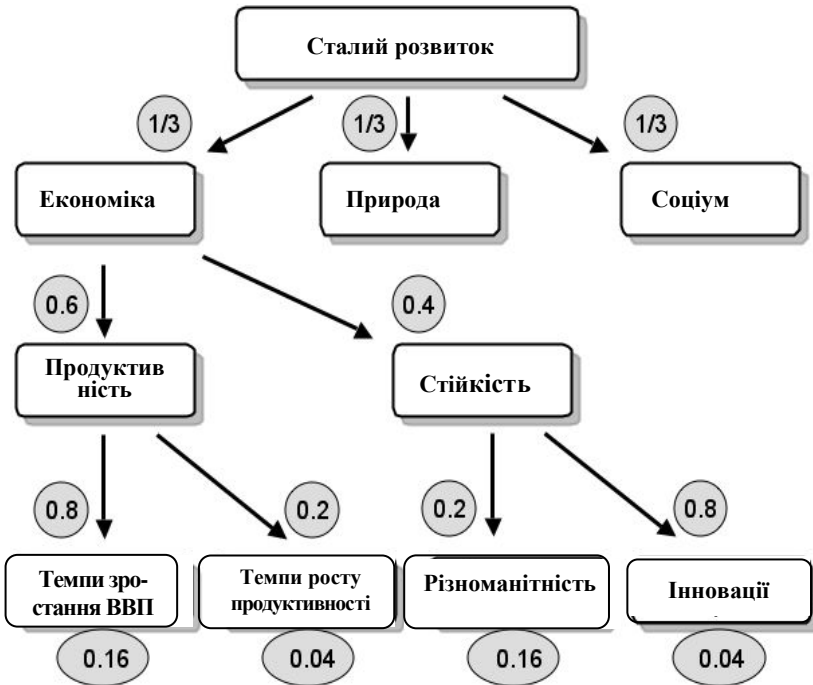 Сталий розвиток
1/3
1/3
1/3
Економіка
Природа
Соціум
0.6
0.4
Продуктив
ність
Стійкість
0.8
0.2
0.2
0.8
Темпи зро-
стання ВВП
Темпи росту
продуктивності
Різноманітність
Інновації
0.16
0.04
0.16
0.04